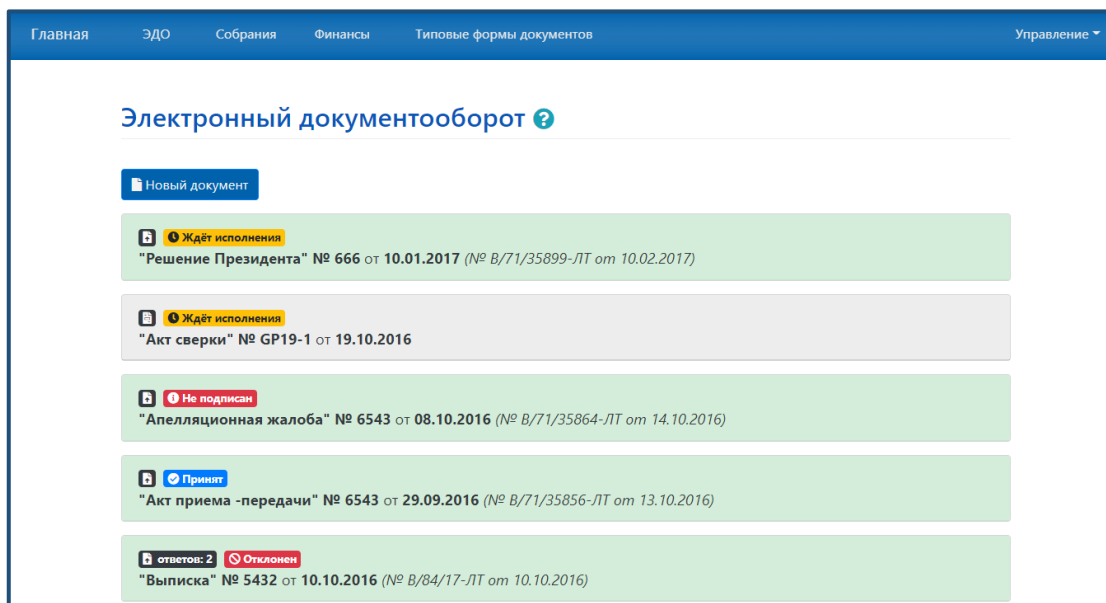 Главная ЭДО Собрания Финансы Типовые формы документов Управление
Электронный документооборот ?
Новый документ
Ждёт исполнения
"Решение Президента" № 666 от 10.01.2017 (№ В/71/35899-ЛТ от 10.02.2017)
Ждёт исполнения
"Акт сверки" № GP19-1 от 19.10.2016
Не подписан
"Апелляционная жалоба" № 6543 от 08.10.2016 (№ В/71/35864-ЛТ от 14.10.2016)
Принят
"Акт приема -передачи" № 6543 от 29.09.2016 (№ В/71/35856-ЛТ от 13.10.2016)
ответов: 2 Отклонен
"Выписка" № 5432 от 10.10.2016 (№ В/84/17-ЛТ от 10.10.2016)